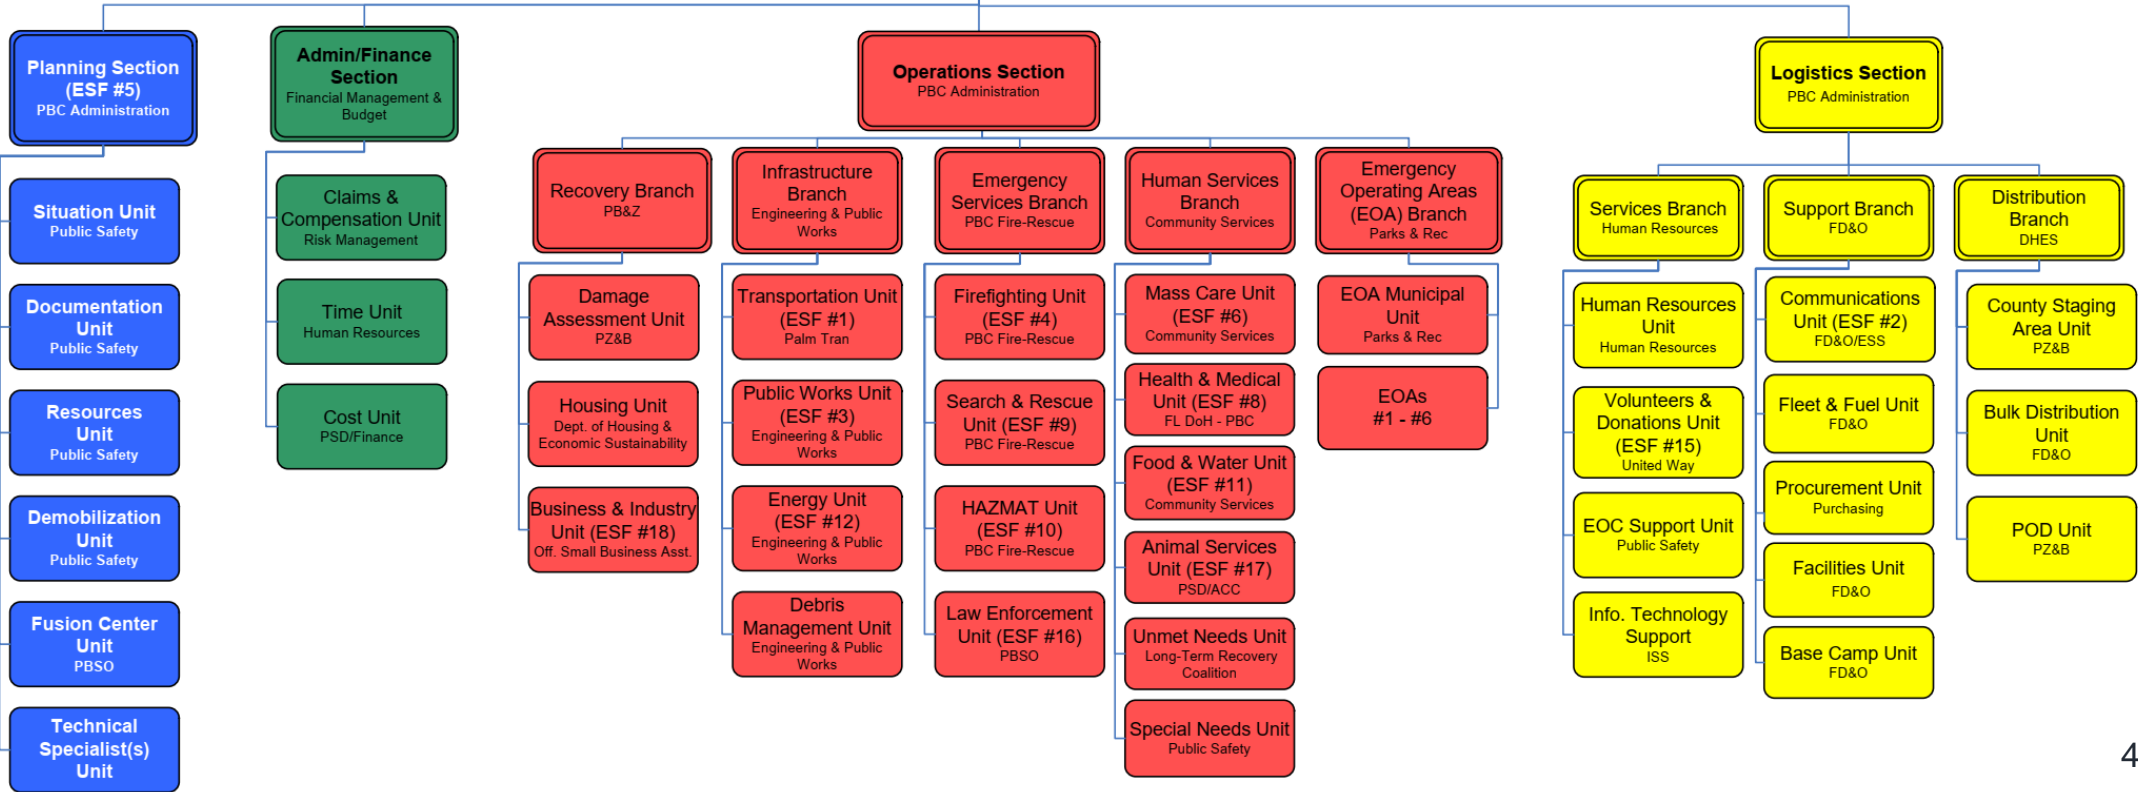 Planning Section
(ESF #5)
PBC Administration
Situation Unit
Public Safety
Documentation
Unit
Public Safety
Resources
Unit
Public Safety
Demobilization
Unit
Public Safety
Fusion Center
Unit
PBSO
Technical
Specialist(s)
Unit
Admin/Finance
Section
Financial Management &
Budget
Claims &
Compensation Unit
Risk Management
Time Unit
Human Resources
Cost Unit
PSD/Finance
Operations Section
PBC Administration
Recovery Branch
PB&Z
Damage
Assessment Unit
PZ&B
Housing Unit
Dept. of Housing &
Economic Sustainability
Business & Industry
Unit (ESF #18)
Off. Small Business Asst.
Infrastructure
Branch
Engineering & Public
Works
Transportation Unit
(ESF #1)
Palm Tran
Public Works Unit
(ESF #3)
Engineering & Public
Works
Energy Unit
(ESF #12)
Engineering & Public
Works
Debris
Management Unit
Engineering & Public
Works
Emergency
Services Branch
PBC Fire-Rescue
Firefighting Unit
(ESF #4)
PBC Fire-Rescue
Search & Rescue
Unit (ESF #9)
PBC Fire-Rescue
HAZMAT Unit
(ESF #10)
PBC Fire-Rescue
Law Enforcement
Unit (ESF #16)
PBSO
Human Services
Branch
Community Services
Mass Care Unit
(ESF #6)
Community Services
Health & Medical
Unit (ESF #8)
FL DoH - PBC
Food & Water Unit
(ESF #11)
Community Services
Animal Services
Unit (ESF #17)
PSD/ACC
Unmet Needs Unit
Long-Term Recovery
Coalition
Special Needs Unit
Public Safety
Emergency
Operating Areas
(EOA) Branch
Parks & Rec
EOA Municipal
Unit
Parks & Rec
EOAs
#1 - #6
Logistics Section
PBC Administration
Services Branch
Human Resources
Human Resources
Unit
Human Resources
Volunteers &
Donations Unit
(ESF #15)
United Way
EOC Support Unit
Public Safety
Info. Technology
Support
ISS
Support Branch
FD&O
Communications
Unit (ESF #2)
FD&O/ESS
Fleet & Fuel Unit
FD&O
Procurement Unit
Purchasing
Facilities Unit
FD&O
Base Camp Unit
FD&O
Distribution
Branch
DHES
County Staging
Area Unit
PZ&B
Bulk Distribution
Unit
FD&O
POD Unit
PZ&B
4